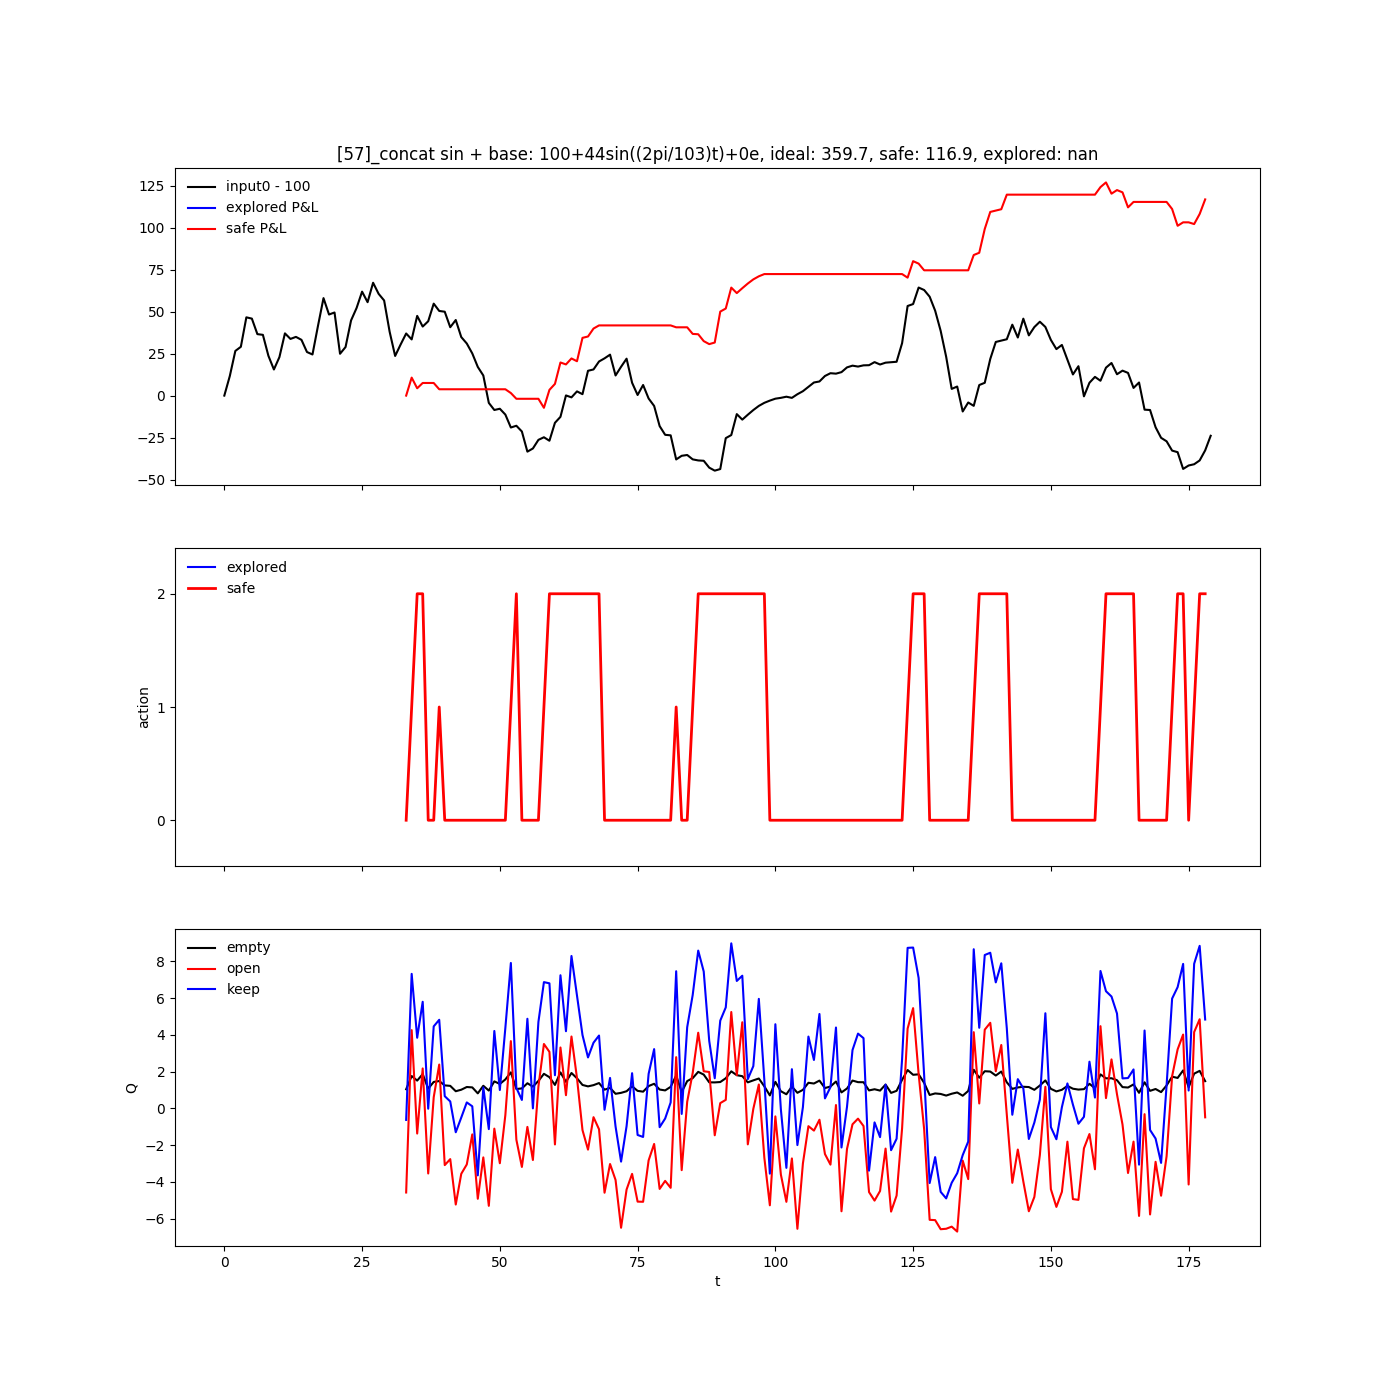 [57]_concat sin + base: 100+44sin((2pi/103)t)+0e, ideal: 359.7, safe: 116.9, explored: nan
input0 - 100
explored P&L
safe P&L
125
100
75
50
25
0
−25
−50
explored
safe
2
1
0
action
empty
open
keep
8
6
4
2
0
−2
−4
−6
Q
0 25 50 75 100 125 150 175
t